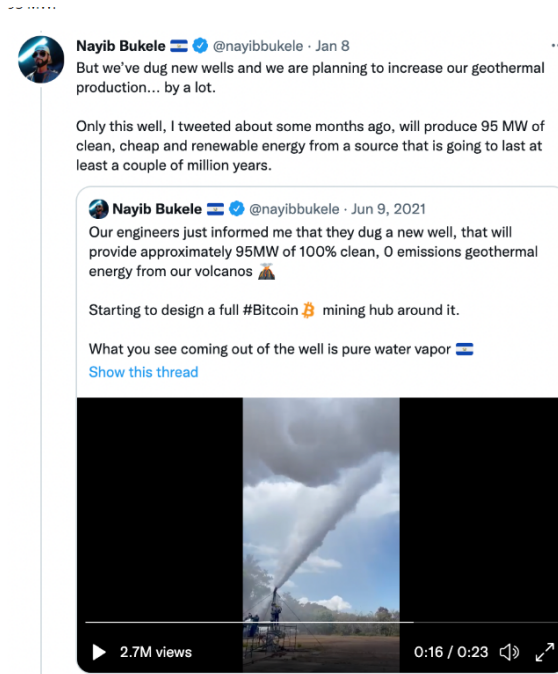 Nayib Bukele 🇸🇻 @nayibbukele · Jan 8
But we've dug new wells and we are planning to increase our geothermal
production... by a lot.
Only this well, I tweeted about some months ago, will produce 95 MW of
clean, cheap and renewable energy from a source that is going to last at
least a couple of million years.
Nayib Bukele 🇸🇻 @nayibbukele · Jun 9, 2021
Our engineers just informed me that they dug a new well, that will
provide approximately 95MW of 100% clean, 0 emissions geothermal
energy from our volcanos 🌋
Starting to design a full #Bitcoin ₿ mining hub around it.
What you see coming out of the well is pure water vapor 🇸🇻
Show this thread
2.7M views
0:16 / 0:23